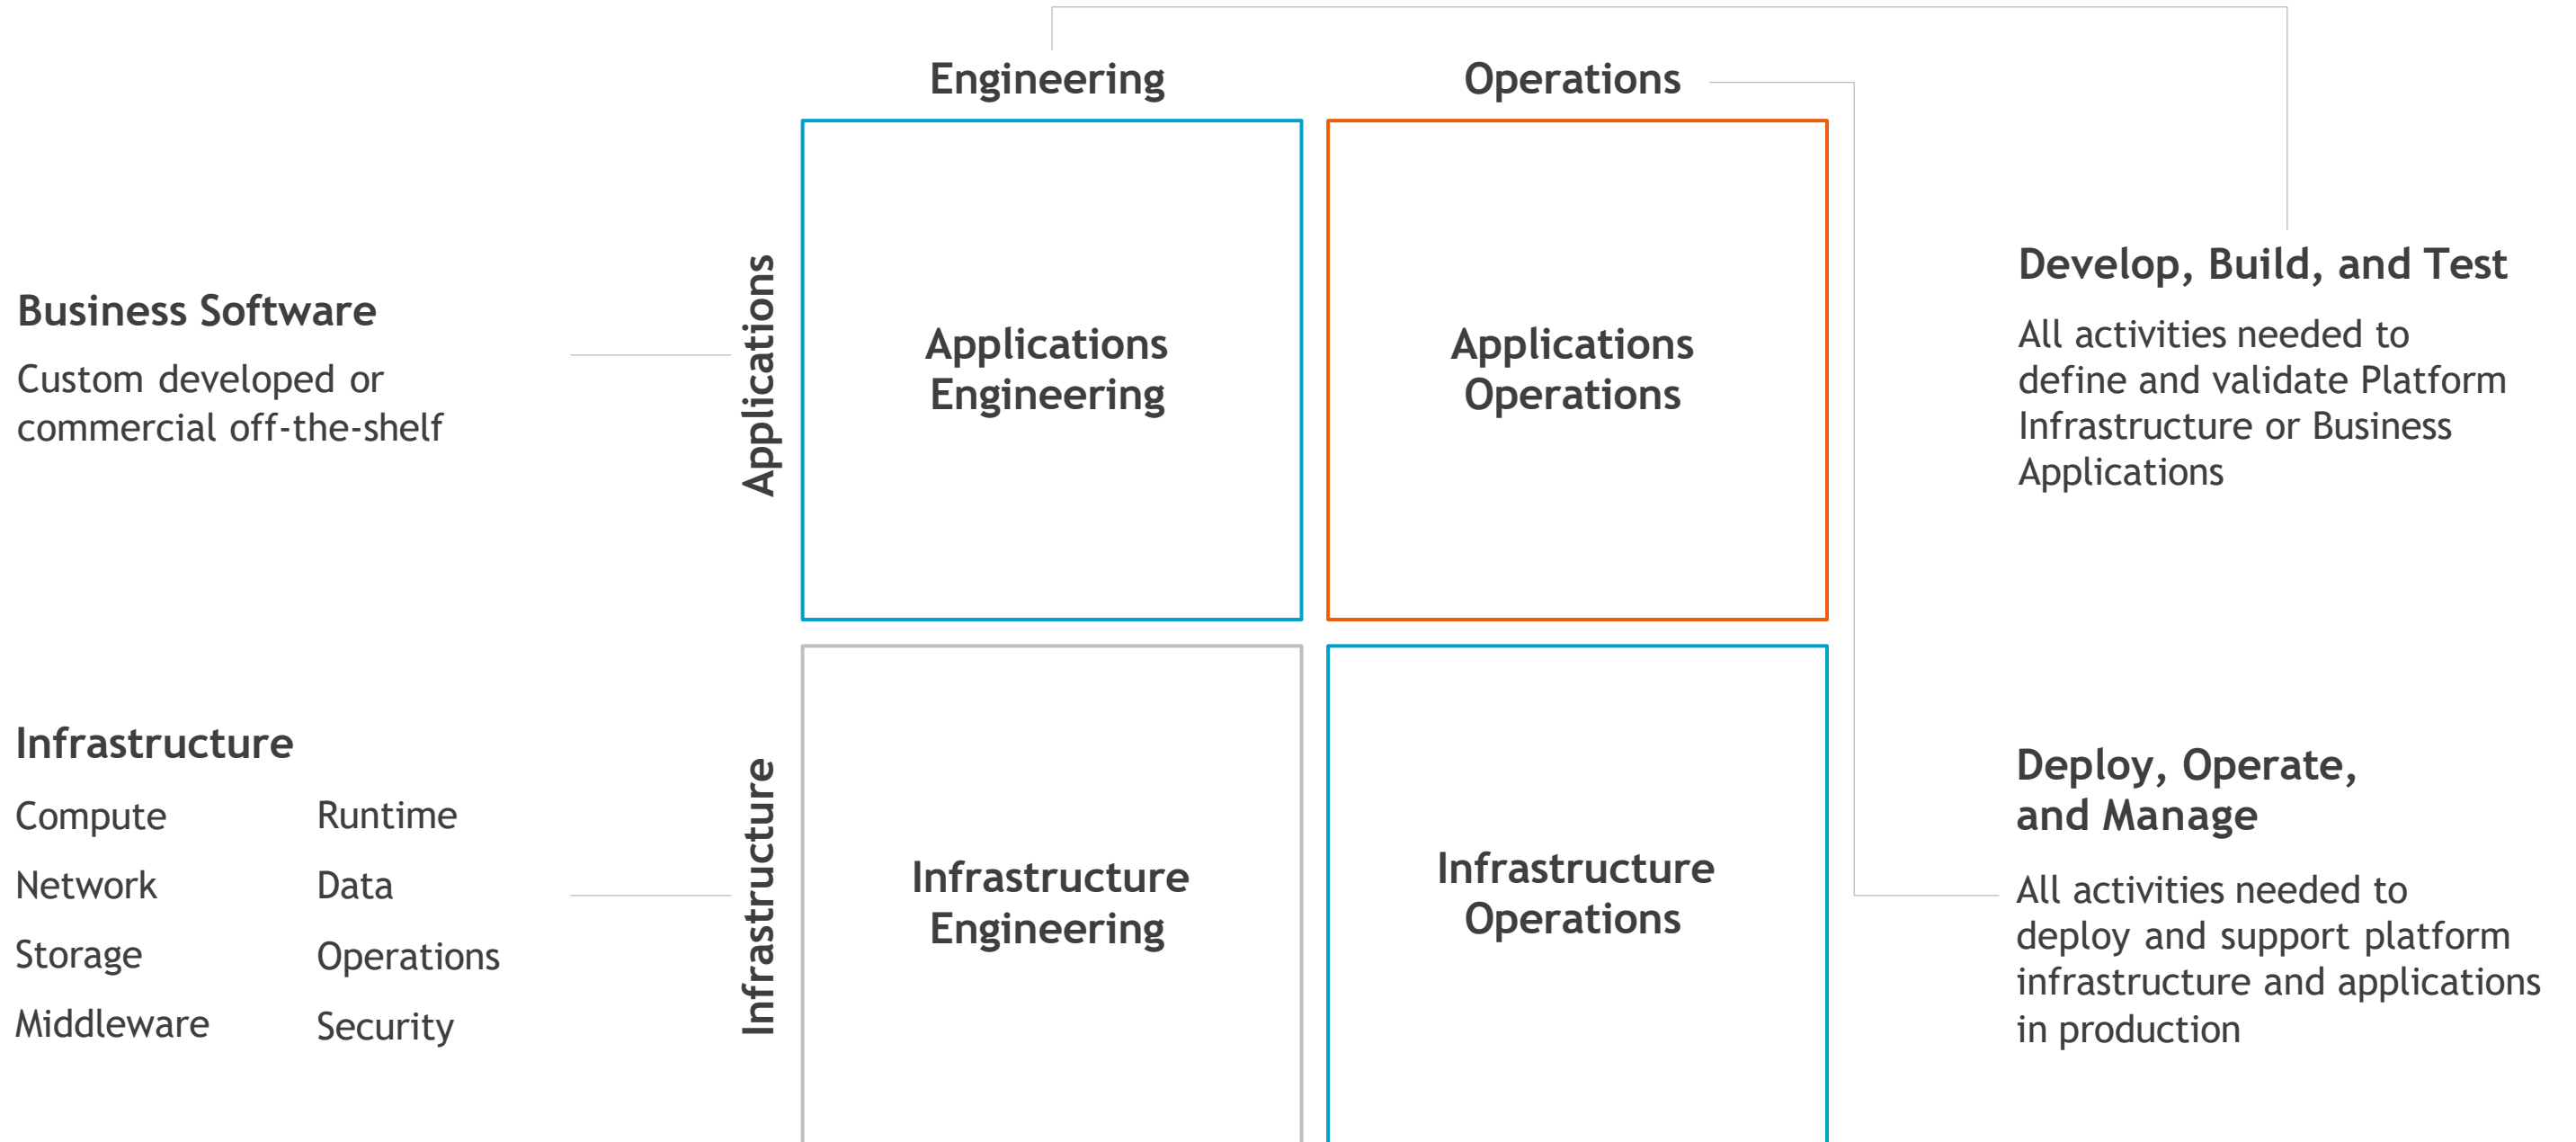 Engineering
Operations
Business Software
Custom developed or
commercial off-the-shelf
Applications
Applications
Engineering
Applications
Operations
Develop, Build, and Test
All activities needed to
define and validate Platform
Infrastructure or Business
Applications
Infrastructure
Compute
Runtime
Network
Data
Storage
Operations
Middleware
Security
Infrastructure
Infrastructure
Engineering
Infrastructure
Operations
Deploy, Operate,
and Manage
All activities needed to
deploy and support platform
infrastructure and applications
in production